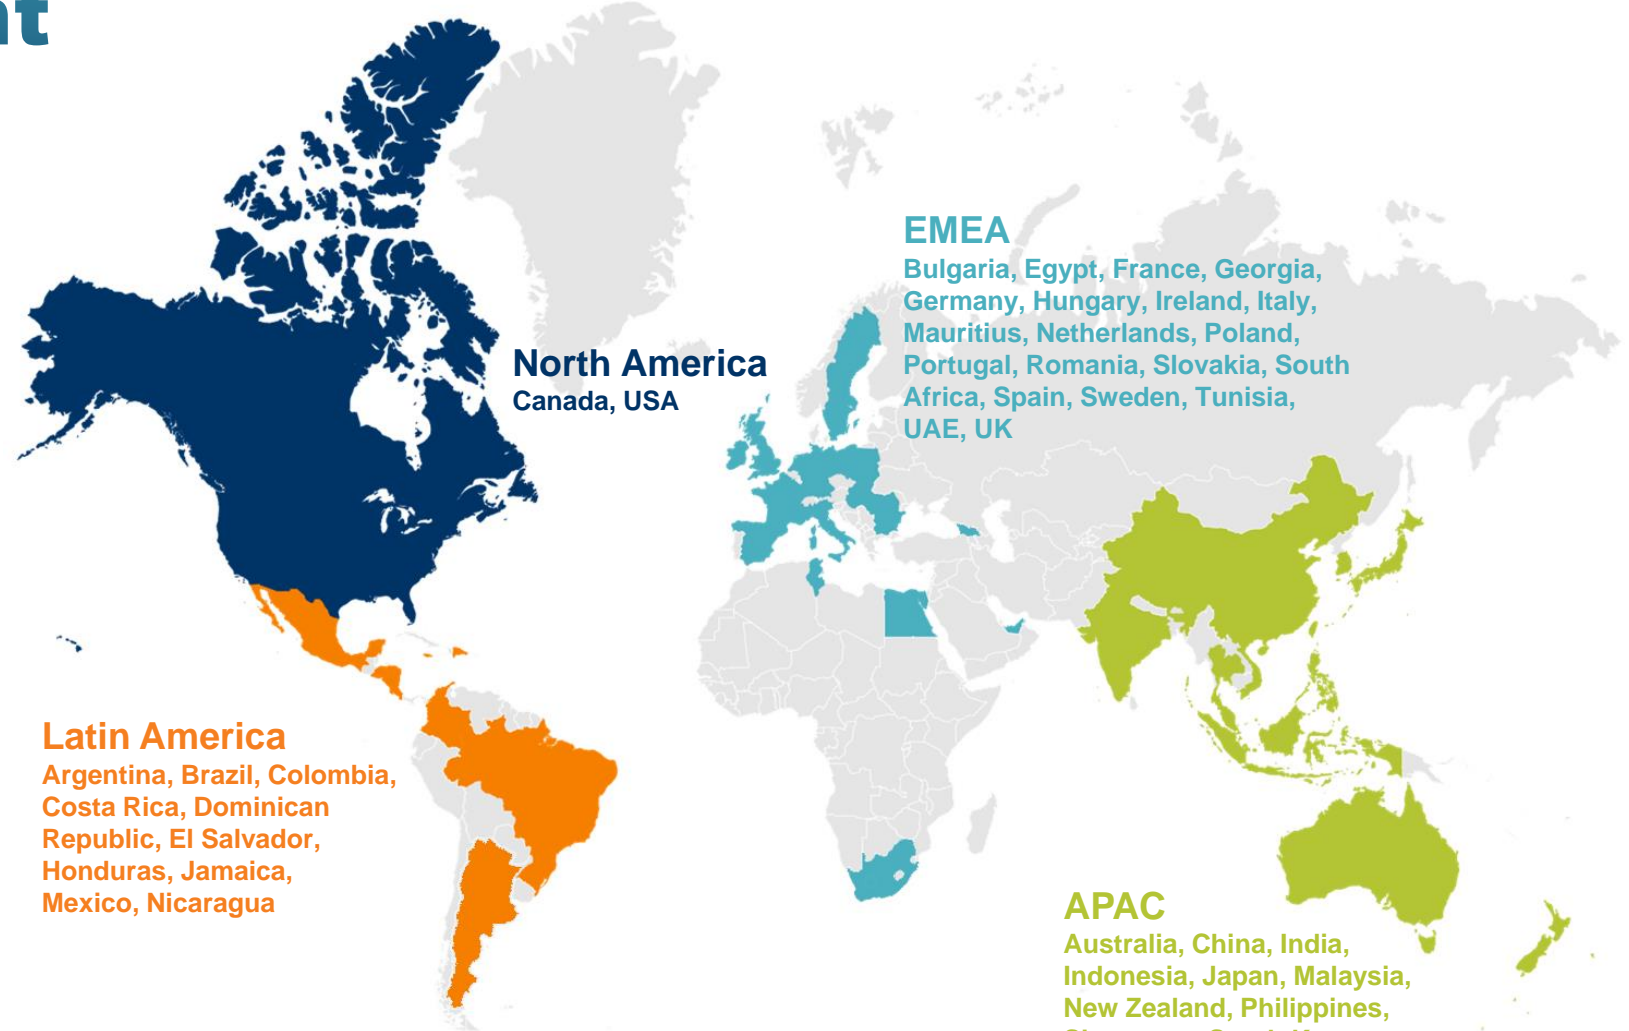 nt
North America
Canada, USA
EMEA
Bulgaria, Egypt, France, Georgia,
Germany, Hungary, Ireland, Italy,
Mauritius, Netherlands, Poland,
Portugal, Romania, Slovakia, South
Africa, Spain, Sweden, Tunisia,
UAE, UK
Latin America
Argentina, Brazil, Colombia,
Costa Rica, Dominican
Republic, El Salvador,
Honduras, Jamaica,
Mexico, Nicaragua
APAC
Australia, China, India,
Indonesia, Japan, Malaysia,
New Zealand, Philippines,